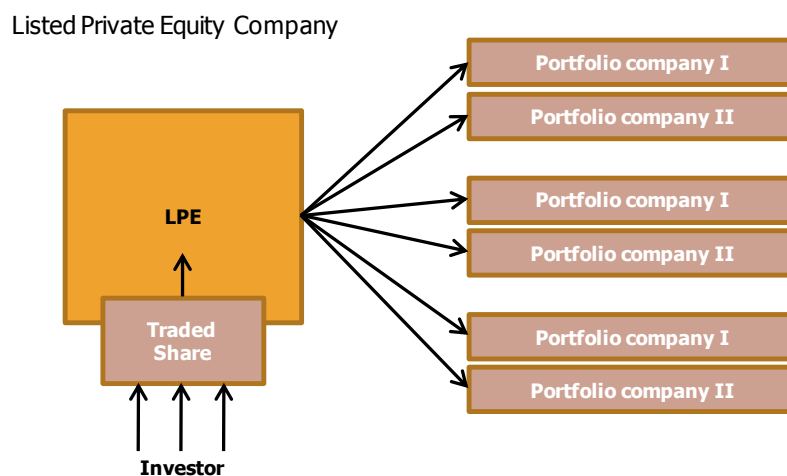 Listed Private Equity Company
Portfolio company I
Portfolio company II
LPE
Portfolio company I
Portfolio company II
Traded
Share
Portfolio company I
Portfolio company II
Investor